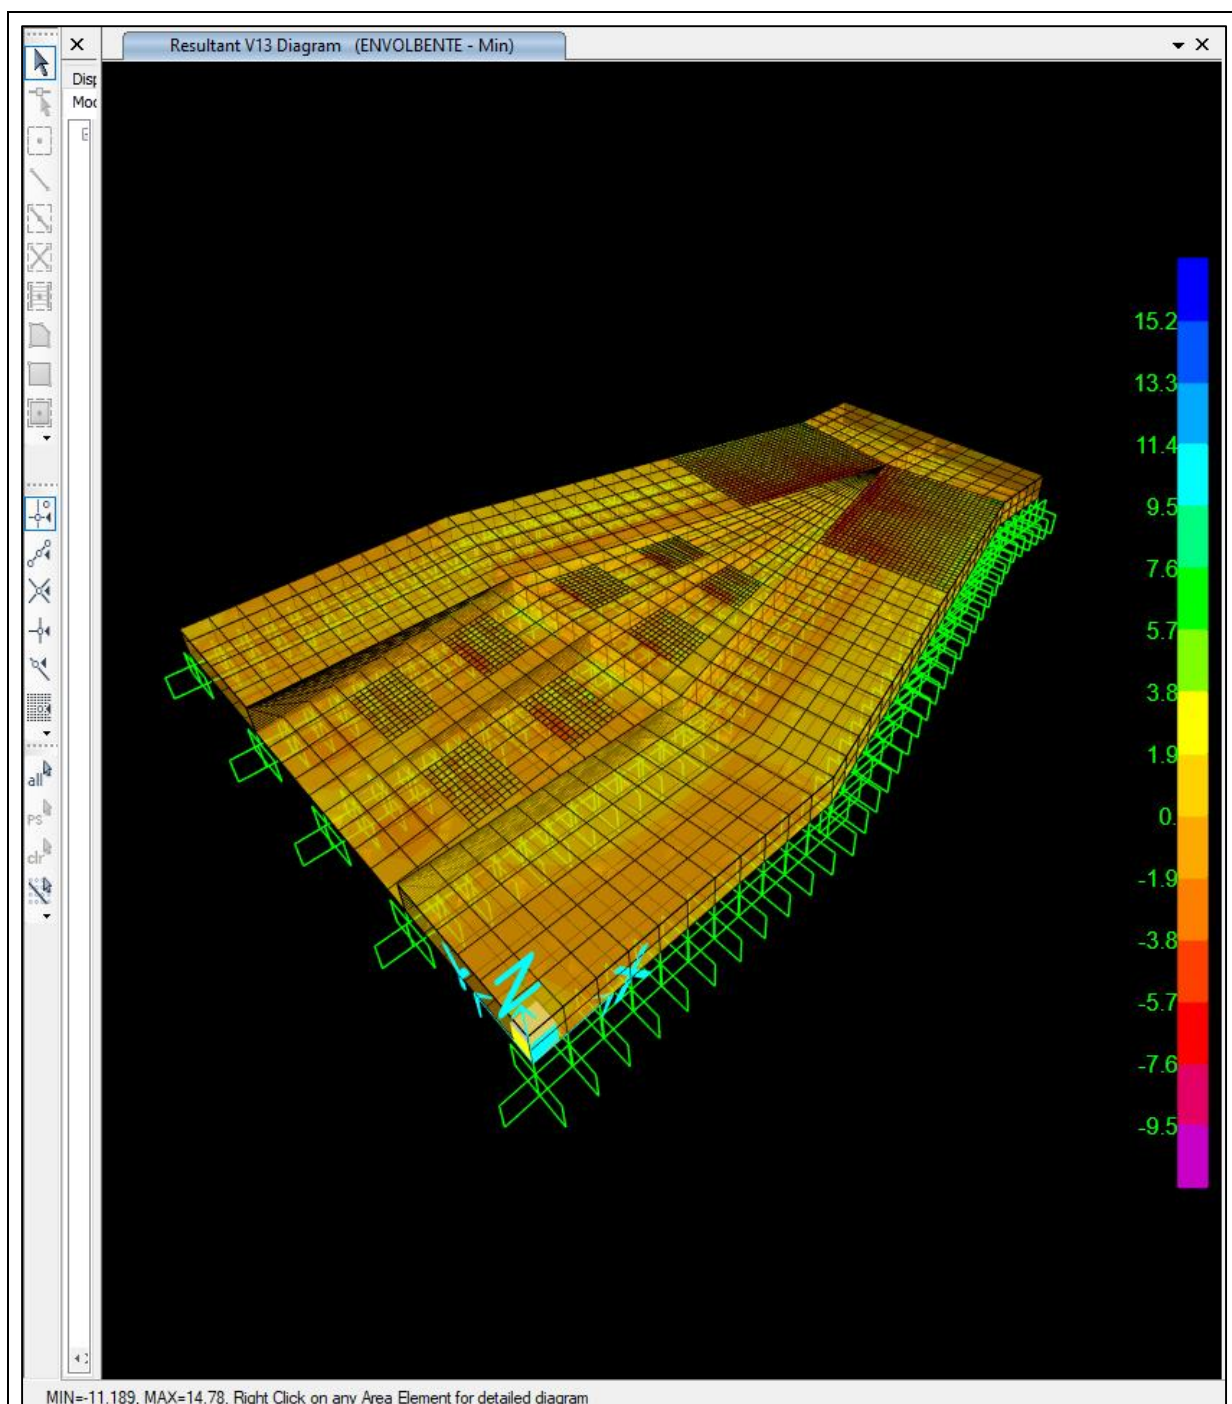 Resultant V13 Diagram (ENVOLBENTE - Min)
Disp
Mod
all
PS
clr
15.2
13.3
11.4
9.5
7.6
5.7
3.8
1.9
0.
-1.9
-3.8
-5.7
-7.6
-9.5
MIN=-11.189, MAX=14.78, Right Click on any Area Element for detailed diagram